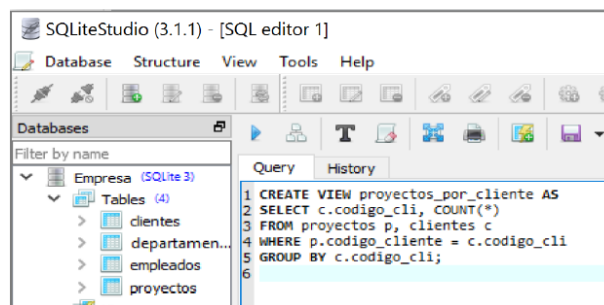 SQLiteStudio (3.1.1) - [SQL editor 1]
Database Structure View Tools Help
Databases
Filter by name
Empresa (SQLite 3)
Tables (4)
clientes
departamen...
empleados
proyectos
Query History
1 CREATE VIEW proyectos_por_cliente AS
2 SELECT c.codigo_cli, COUNT(*)
3 FROM proyectos p, clientes c
4 WHERE p.codigo_cliente = c.codigo_cli
5 GROUP BY c.codigo_cli;
6